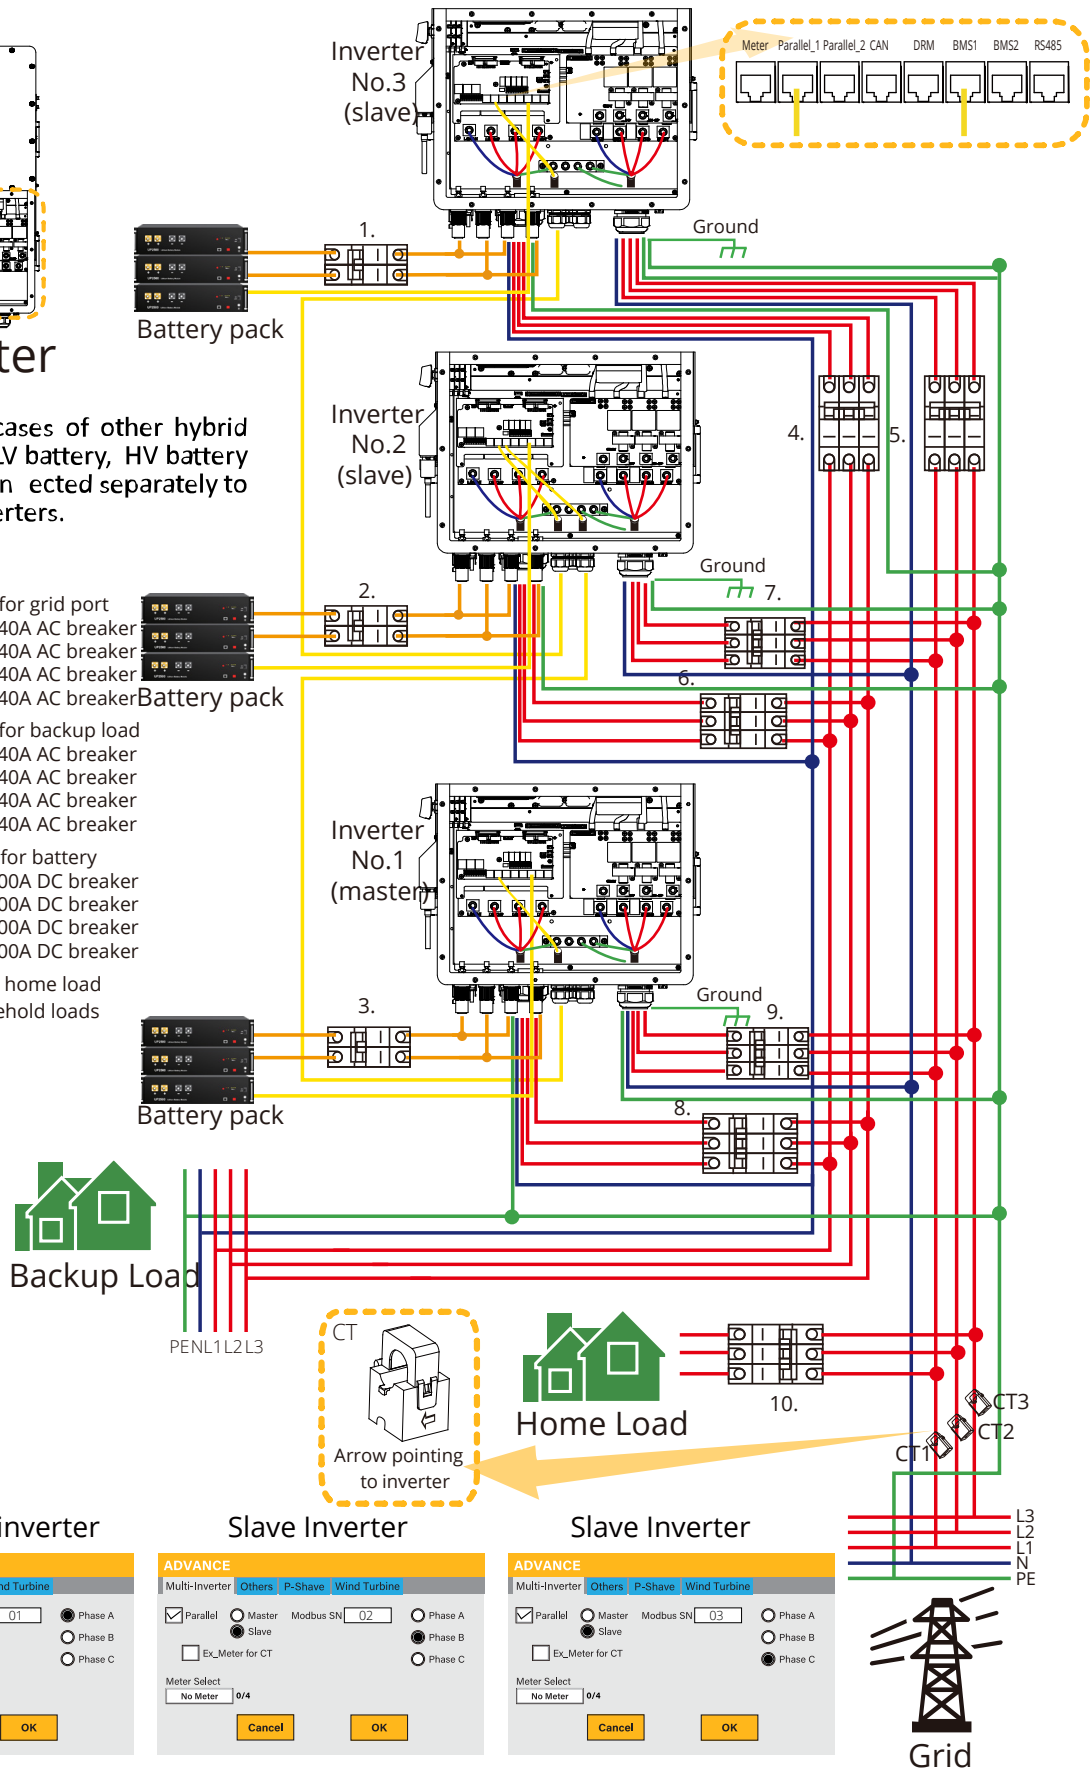 Inverter
No.3
(slave)
Meter Parallel_1 Parallel_2 CAN DRM BMS1 BMS2 RS485
Ground
1.
Battery pack
ter
Inverter
No.2
(slave)
cases of other hybrid
LV battery, HV battery
n ected separately to
erters.
4.
5.
Ground
7.
2.
for grid port
40A AC breaker
40A AC breaker
40A AC breaker
40A AC breaker
Battery pack
6.
for backup load
40A AC breaker
40A AC breaker
40A AC breaker
40A AC breaker
Inverter
No.1
(master)
for battery
00A DC breaker
00A DC breaker
00A DC breaker
00A DC breaker
home load
ehold loads
Ground
9.
3.
Battery pack
8.
Backup Load
PE N L1 L2 L3
CT
Arrow pointing
to inverter
Home Load
10.
CT3
CT2
CT1
L3
L2
L1
N
PE
Grid
inverter
nd Turbine
01
Phase A
Phase B
Phase C
OK
Slave Inverter
ADVANCE
Multi-Inverter Others P-Shave Wind Turbine
Parallel Master Modbus SN 02 Phase A
Slave Phase B
Ex_Meter for CT Phase C
Meter Select
No Meter 0/4
Cancel OK
Slave Inverter
ADVANCE
Multi-Inverter Others P-Shave Wind Turbine
Parallel Master Modbus SN 03 Phase A
Slave Phase B
Ex_Meter for CT Phase C
Meter Select
No Meter 0/4
Cancel OK